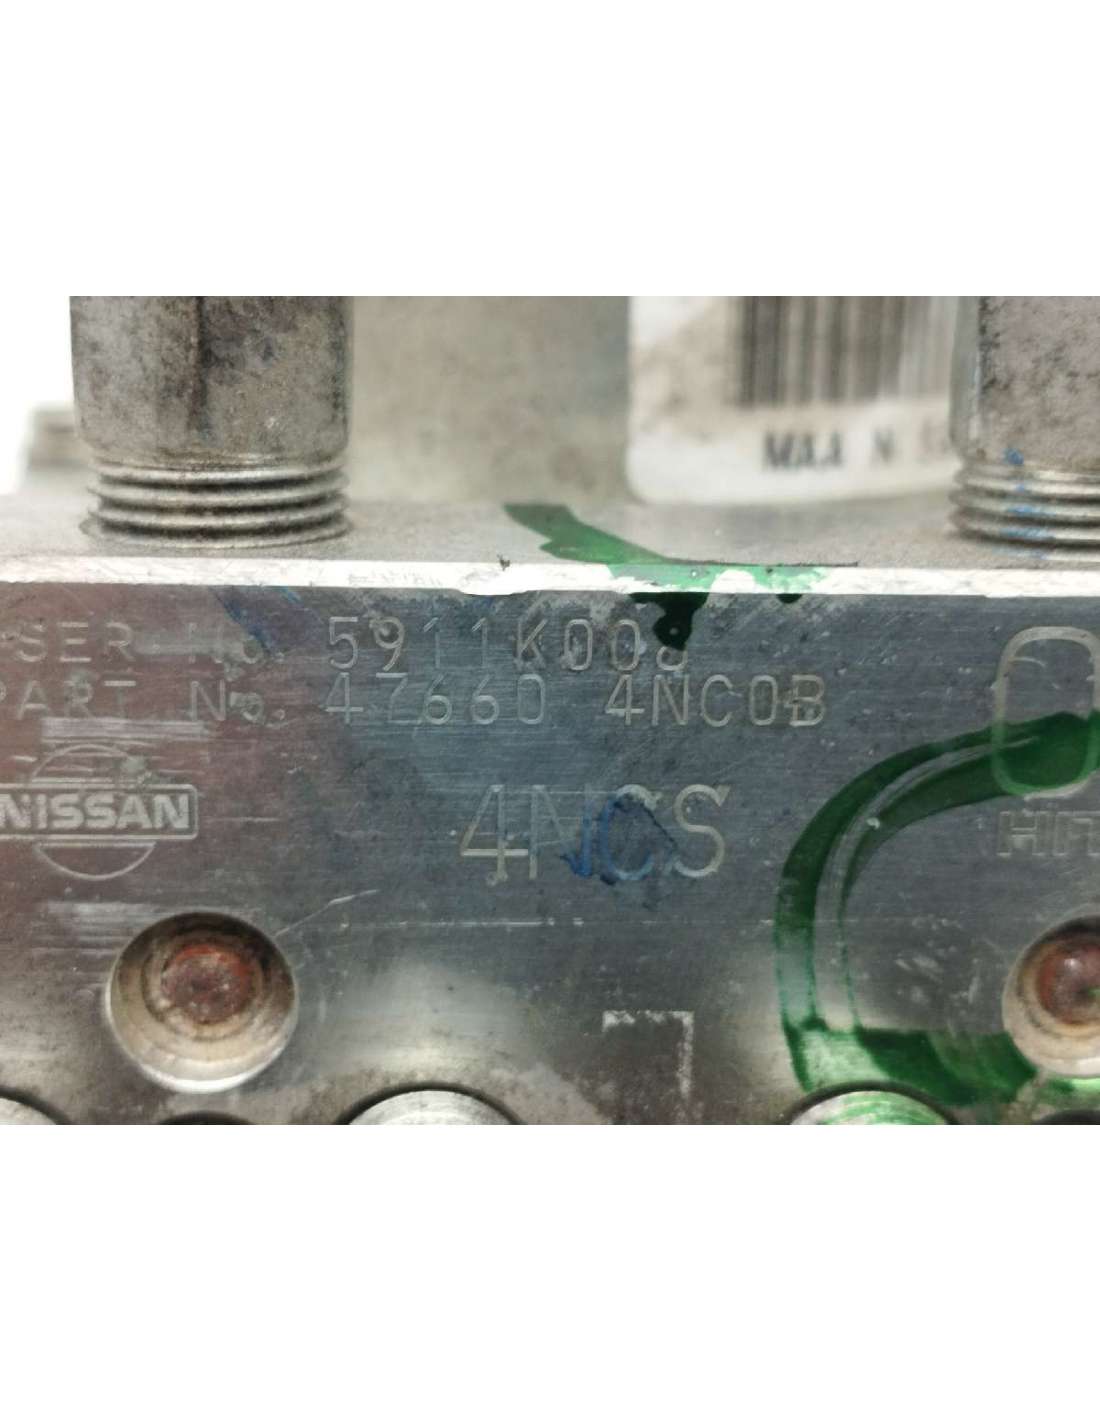 MAA N
SER No. 5911K008
PART No. 47660 4NC0B
NISSAN
4NCS